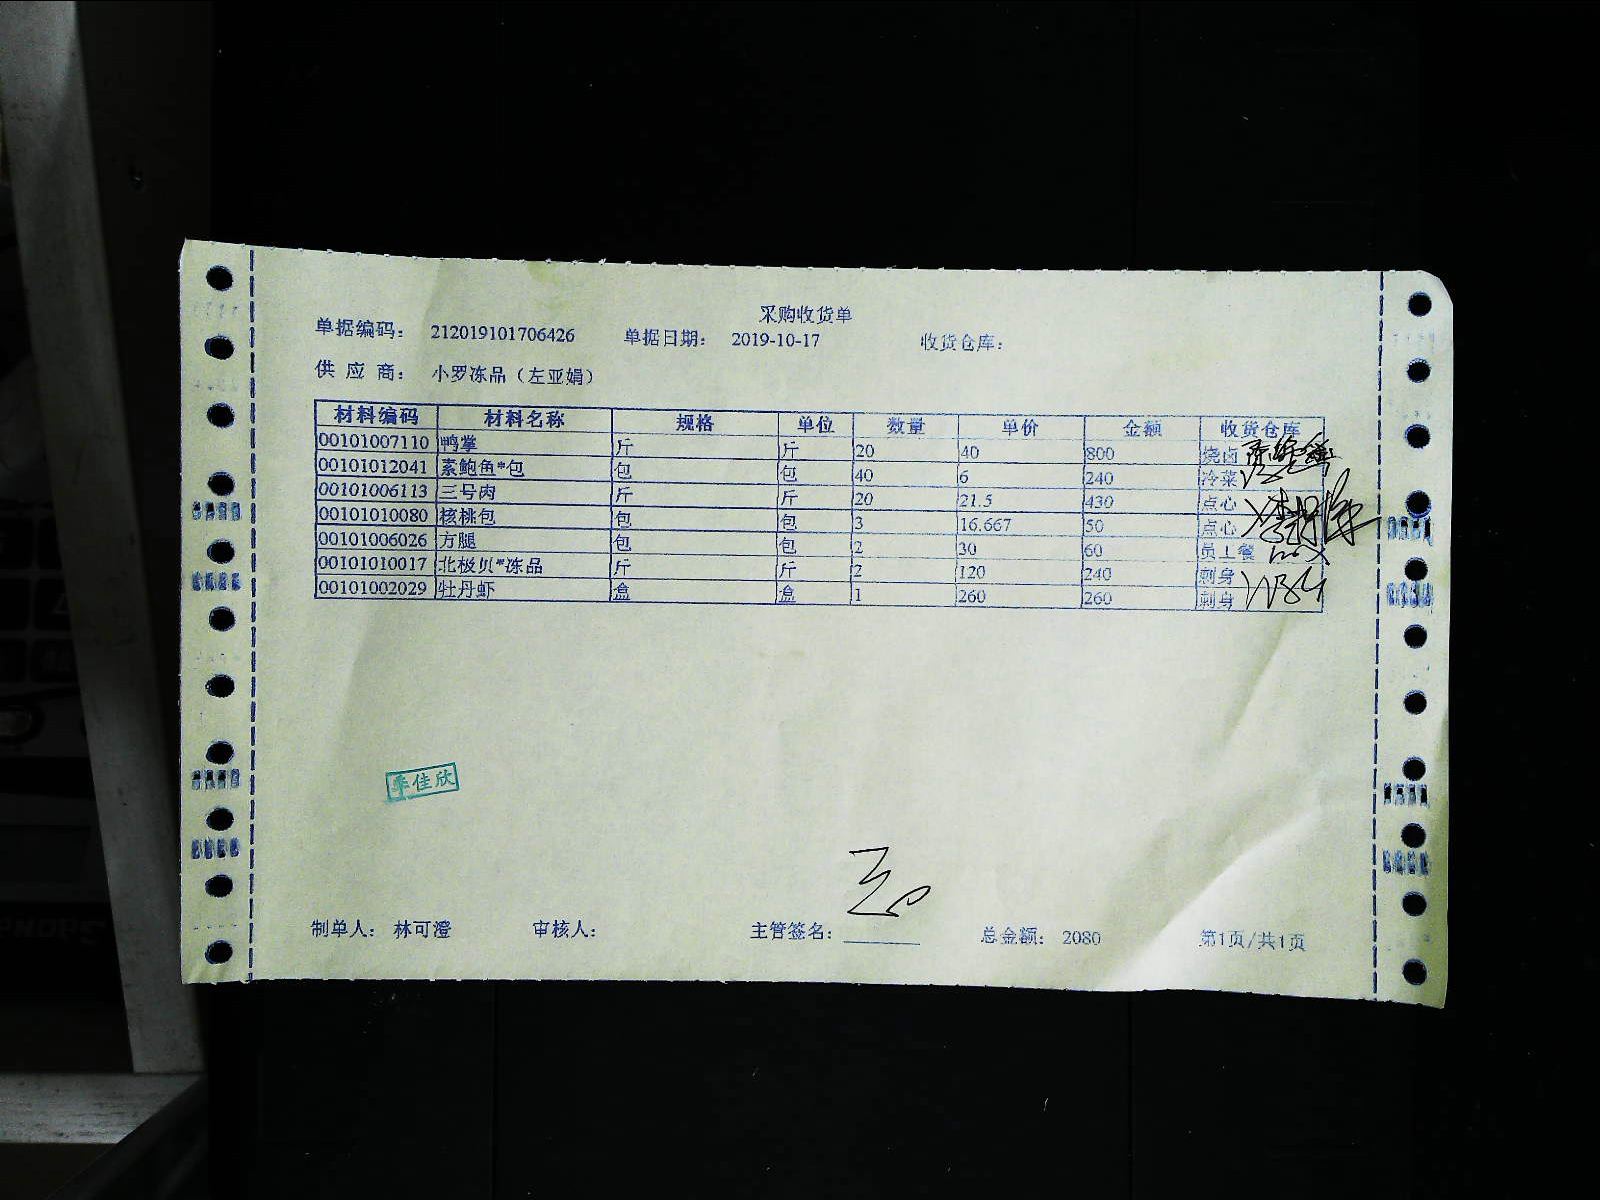 采购收货单
单据编码： 212019101706426 单据日期： 2019-10-17 收货仓库：
供 应 商： 小罗冻品（左亚娟）
材料编码 材料名称 规格 单位 数量 单价 金额 收货仓库
00101007110 鸭掌 斤 斤 20 40 800 烧卤
00101012041 素鲍鱼*包 包 包 40 6 240 冷菜
00101006113 三号肉 斤 斤 20 21.5 430 点心
00101010080 核桃包 包 包 3 16.667 50 点心
00101006026 方腿 包 包 2 30 60 员工餐
00101010017 北极贝*冻品 斤 斤 2 120 240 刺身
00101002029 牡丹虾 盒 盒 1 260 260 刺身
佳欣
制单人： 林可澄 审核人： 主管签名： 总金额： 2080 第1页/共1页